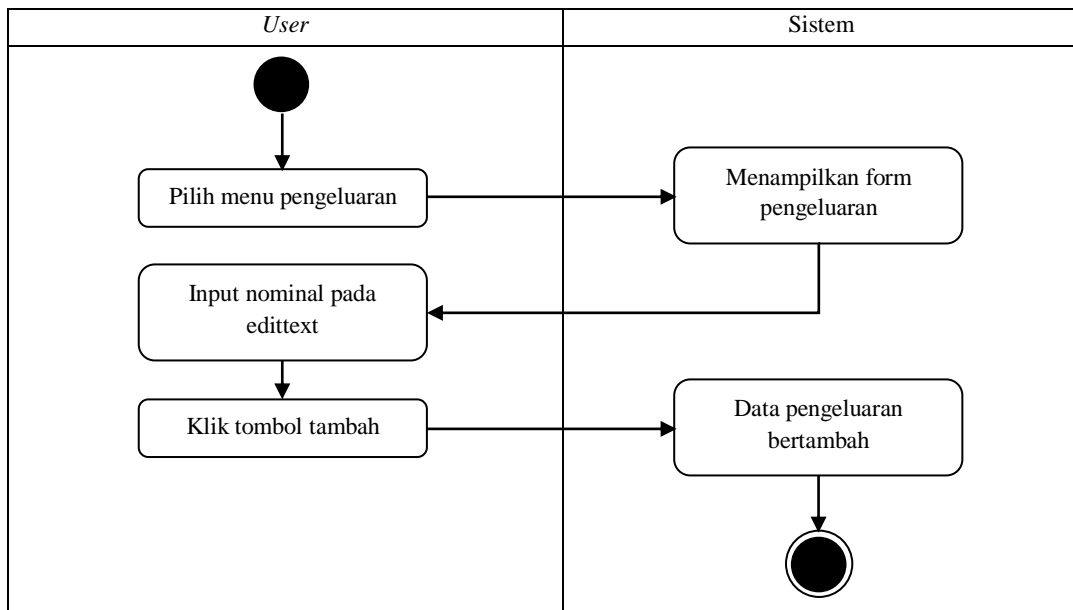 User
Sistem
Pilih menu pengeluaran
Menampilkan form
pengeluaran
Input nominal pada
edittext
Klik tombol tambah
Data pengeluaran
bertambah